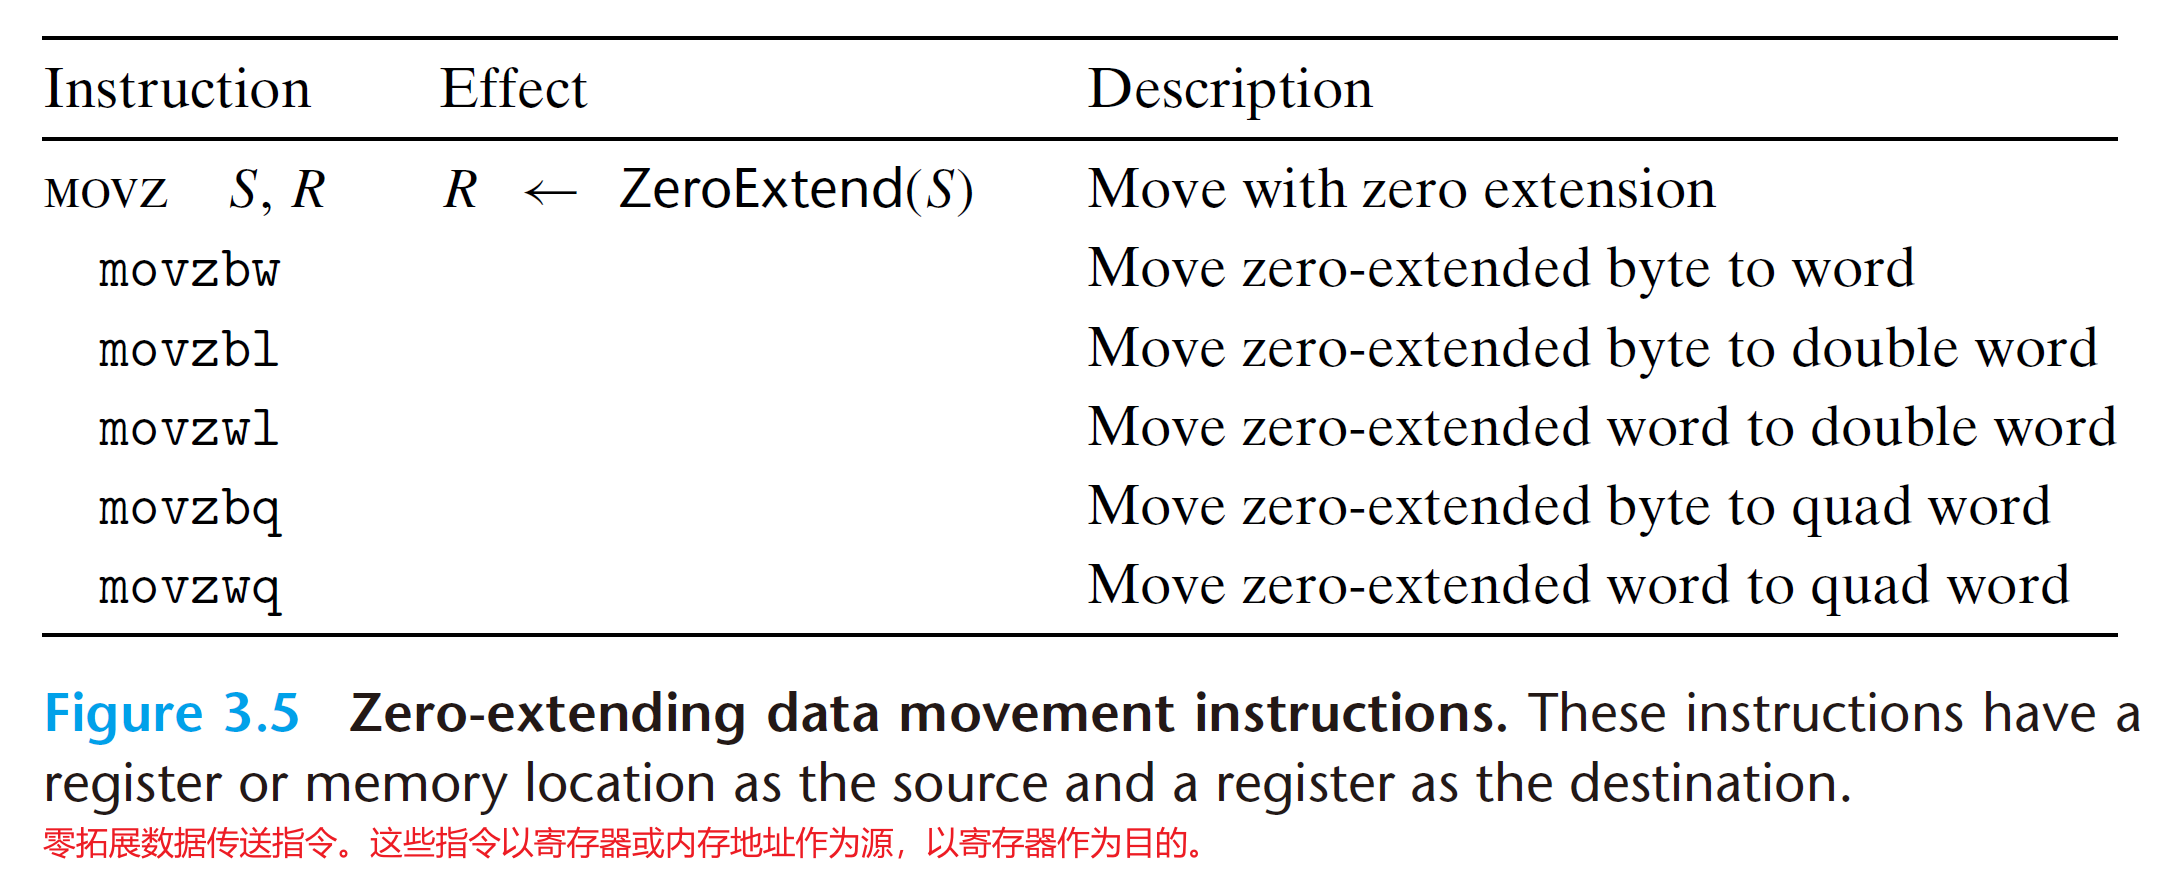 Instruction Effect Description
MOVZ S, R R ← ZeroExtend(S) Move with zero extension
movzbw Move zero-extended byte to word
movzbl Move zero-extended byte to double word
movzwl Move zero-extended word to double word
movzbq Move zero-extended byte to quad word
movzwq Move zero-extended word to quad word
Figure 3.5 Zero-extending data movement instructions. These instructions have a
register or memory location as the source and a register as the destination.
零拓展数据传送指令。这些指令以寄存器或内存地址作为源，以寄存器作为目的。